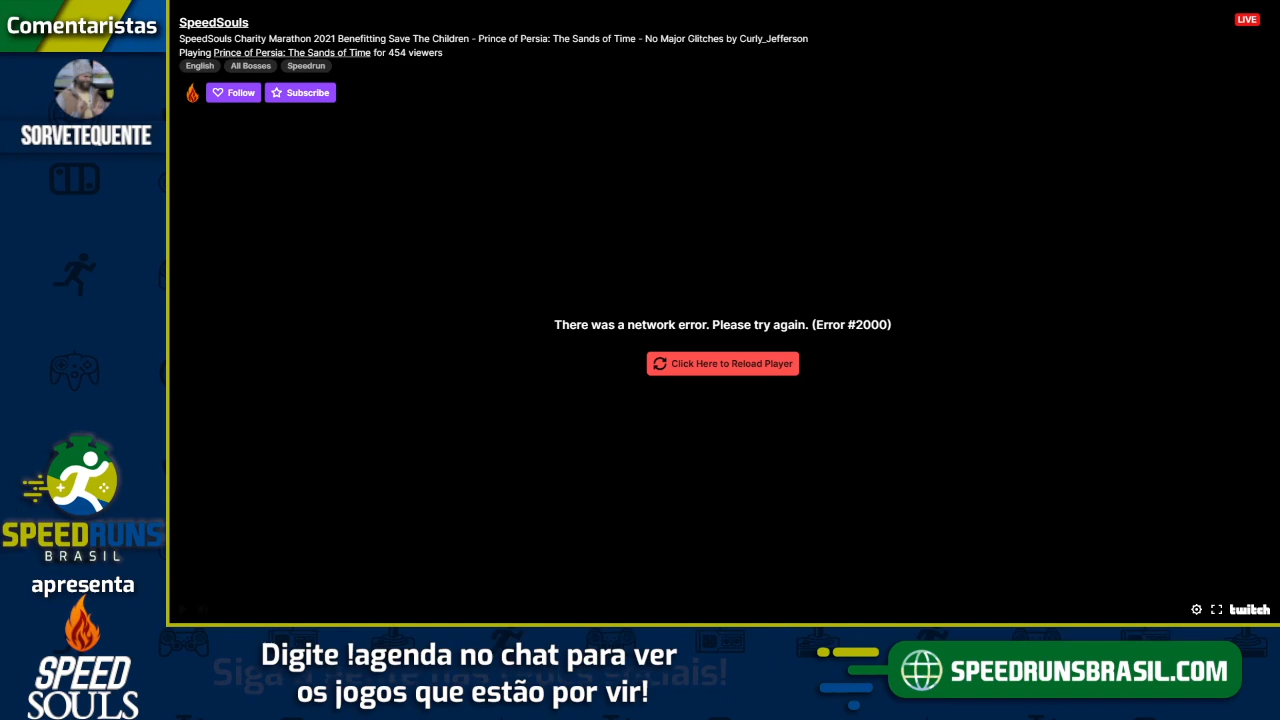 Comentaristas
SORVETEQUENTE
SpeedSouls
SpeedSouls Charity Marathon 2021 Benefitting Save The Children - Prince of Persia: The Sands of Time - No Major Glitches by Curly_Jefferson
Playing Prince of Persia: The Sands of Time for 454 viewers
English All Bosses Speedrun
Follow Subscribe
LIVE
There was a network error. Please try again. (Error #2000)
Click Here to Reload Player
twitch
SPEEDRUNS
BRASIL
apresenta
SPEED
SOULS
Digite !agenda no chat para ver
os jogos que estão por vir!
SPEEDRUNSBRASIL.COM